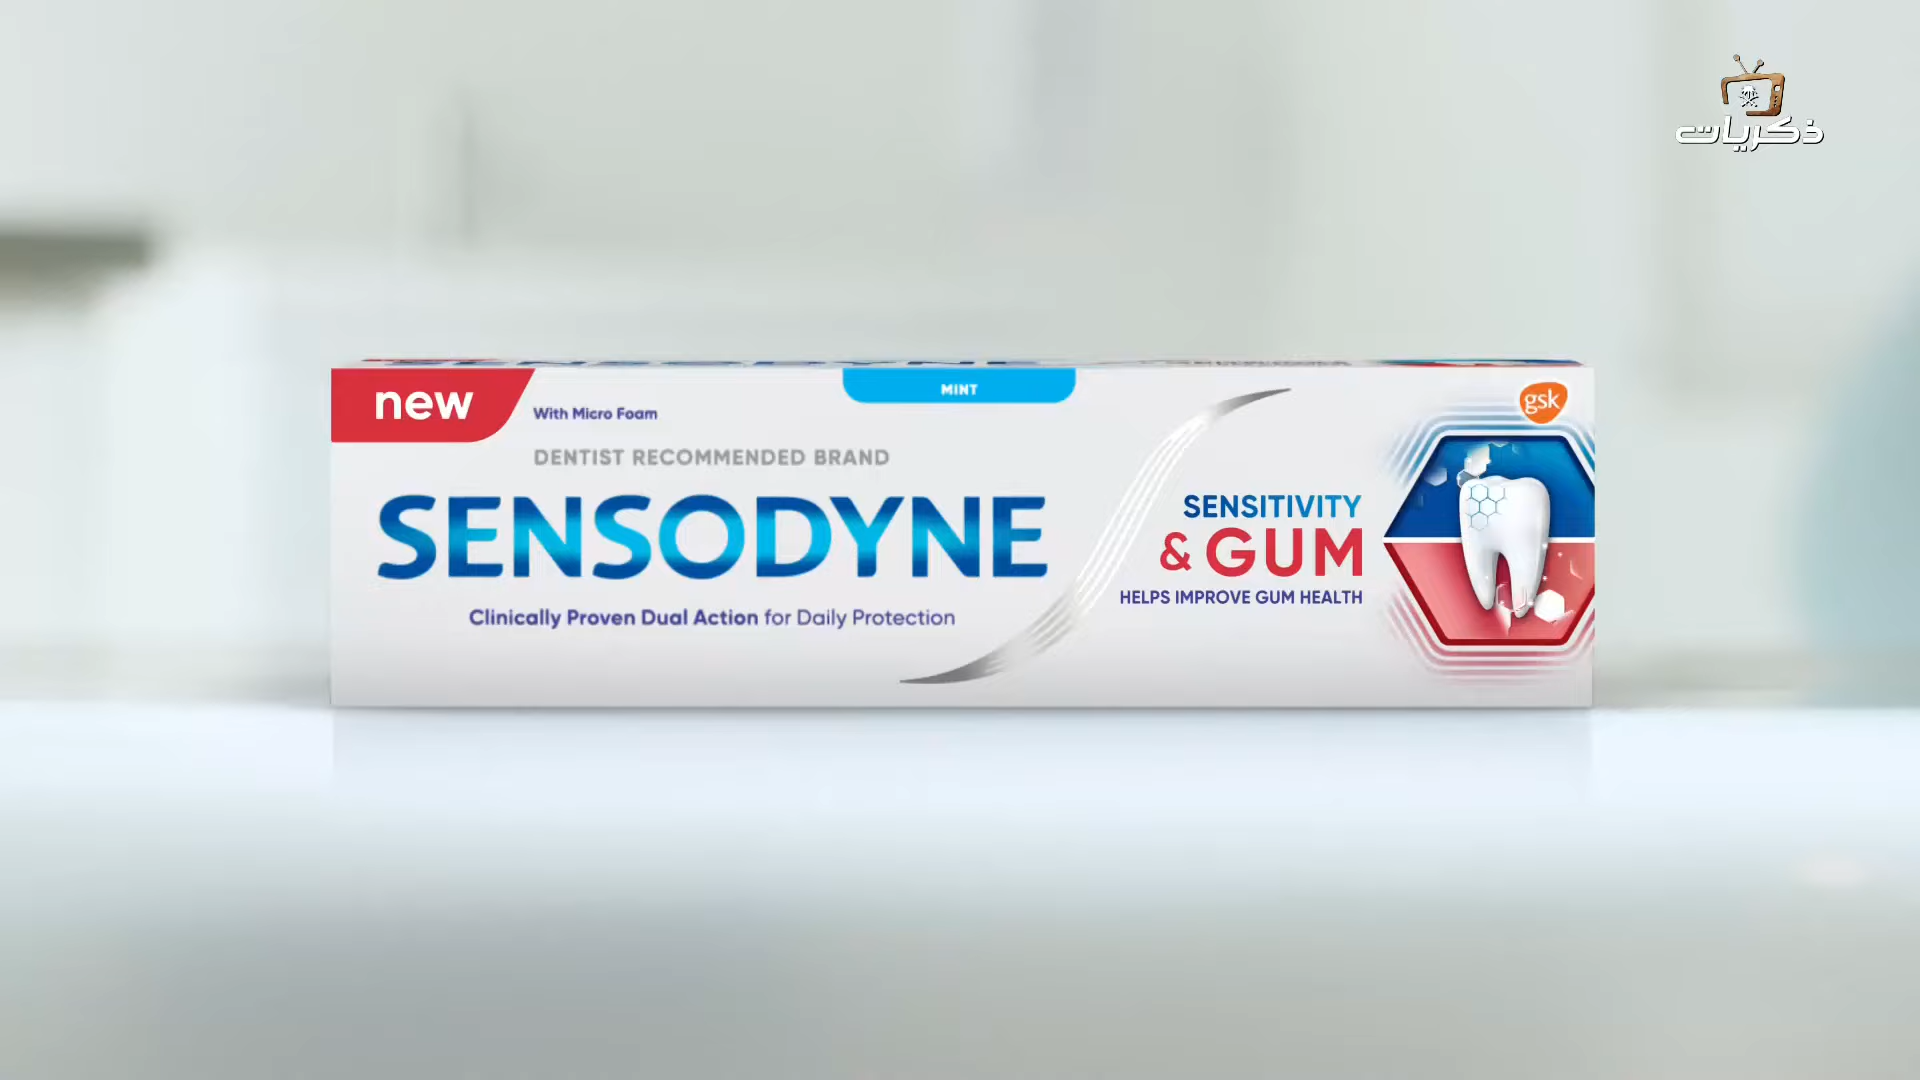 ذكريات
new
With Micro Foam
MINT
gsk
DENTIST RECOMMENDED BRAND
SENSODYNE
SENSITIVITY
& GUM
HELPS IMPROVE GUM HEALTH
Clinically Proven Dual Action for Daily Protection